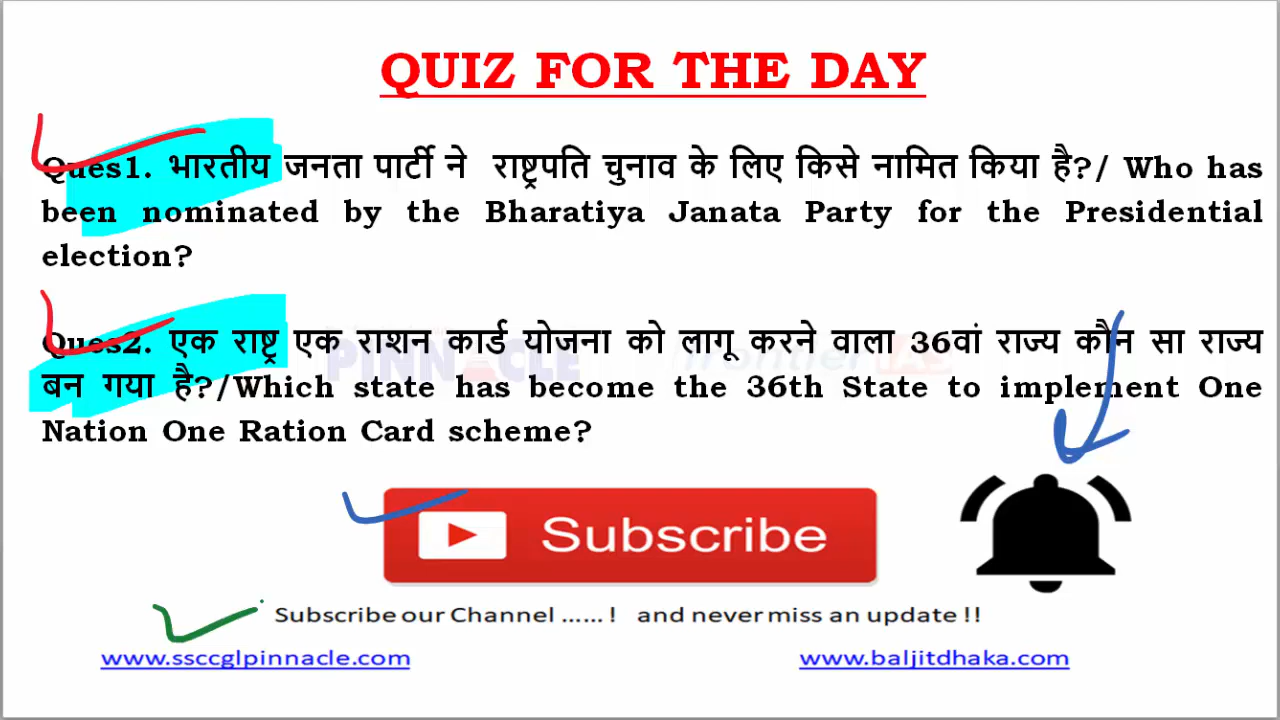 QUIZ FOR THE DAY
Ques1. भारतीय जनता पार्टी ने राष्ट्रपति चुनाव के लिए किसे नामित किया है?/ Who has
been nominated by the Bharatiya Janata Party for the Presidential
election?
Ques2. एक राष्ट्र एक राशन कार्ड योजना को लागू करने वाला 36वां राज्य कौन सा राज्य
बन गया है?/Which state has become the 36th State to implement One
Nation One Ration Card scheme?
PINNACLE
Subscribe
Subscribe our Channel ...... ! and never miss an update !!
www.ssccglpinnacle.com www.baljitdhaka.com